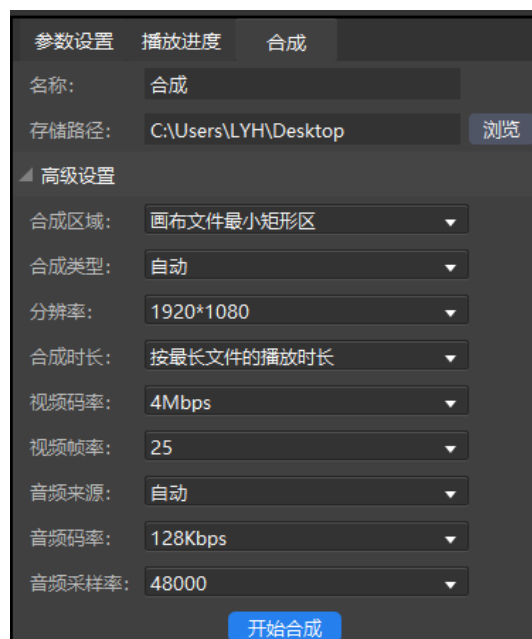 参数设置 播放进度 合成
名称: 合成
存储路径: C:\Users\LYH\Desktop 浏览
高级设置
合成区域: 画布文件最小矩形区
合成类型: 自动
分辨率: 1920*1080
合成时长: 按最长文件的播放时长
视频码率: 4Mbps
视频帧率: 25
音频来源: 自动
音频码率: 128Kbps
音频采样率: 48000
开始合成